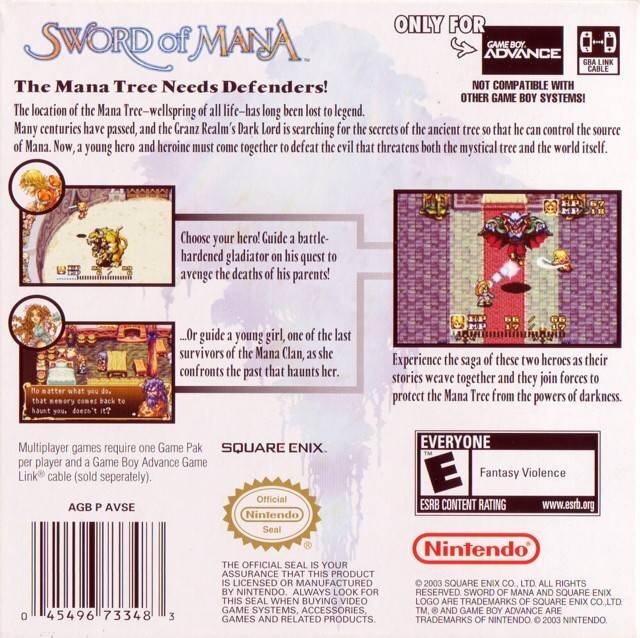 SWORD of MANA™
ONLY FOR
GAME BOY ADVANCE
GBA LINK
CABLE
NOT COMPATIBLE WITH
OTHER GAME BOY SYSTEMS!
The Mana Tree Needs Defenders!
The location of the Mana Tree–wellspring of all life–has long been lost to legend.
Many centuries have passed, and the Granz Realm's Dark Lord is searching for the secrets of the ancient tree so that he can control the source
of Mana. Now, a young hero and heroine must come together to defeat the evil that threatens both the mystical tree and the world itself.
Choose your hero! Guide a battle-
hardened gladiator on his quest to
avenge the deaths of his parents!
...Or guide a young girl, one of the last
survivors of the Mana Clan, as she
confronts the past that haunts her.
No matter what you do,
that memory comes back to
haunt you, doesn't it?
Experience the saga of these two heroes as their
stories weave together and they join forces to
protect the Mana Tree from the powers of darkness.
Multiplayer games require one Game Pak
per player and a Game Boy Advance Game
Link® cable (sold seperately).
SQUARE ENIX™
EVERYONE
TM
E
Fantasy Violence
ESRB CONTENT RATING www.esrb.org
AGB P AVSE
0 45496 73348 3
Official
Nintendo
Seal
®
THE OFFICIAL SEAL IS YOUR
ASSURANCE THAT THIS PRODUCT
IS LICENSED OR MANUFACTURED
BY NINTENDO. ALWAYS LOOK FOR
THIS SEAL WHEN BUYING VIDEO
GAME SYSTEMS, ACCESSORIES,
GAMES AND RELATED PRODUCTS.
Nintendo®
© 2003 SQUARE ENIX CO., LTD. ALL RIGHTS
RESERVED. SWORD OF MANA AND SQUARE ENIX
LOGO ARE TRADEMARKS OF SQUARE ENIX CO.,LTD.
TM, ® AND GAME BOY ADVANCE ARE
TRADEMARKS OF NINTENDO. © 2003 NINTENDO.